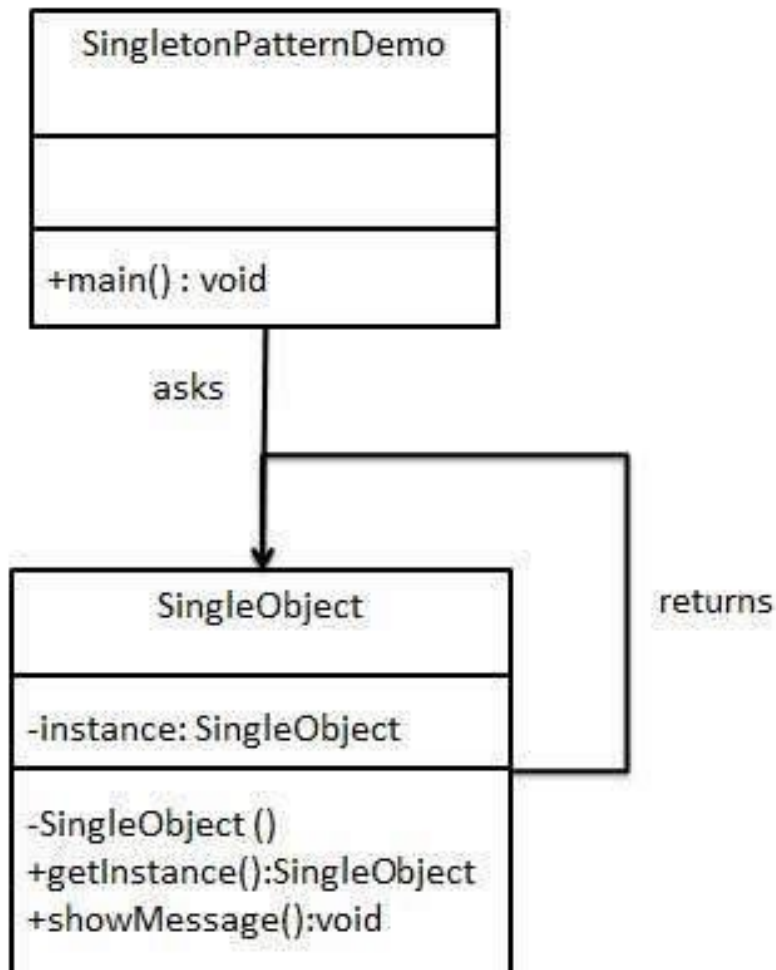 SingletonPatternDemo
+main() : void
asks
SingleObject
returns
-instance: SingleObject
-SingleObject ()
+getInstance():SingleObject
+showMessage():void